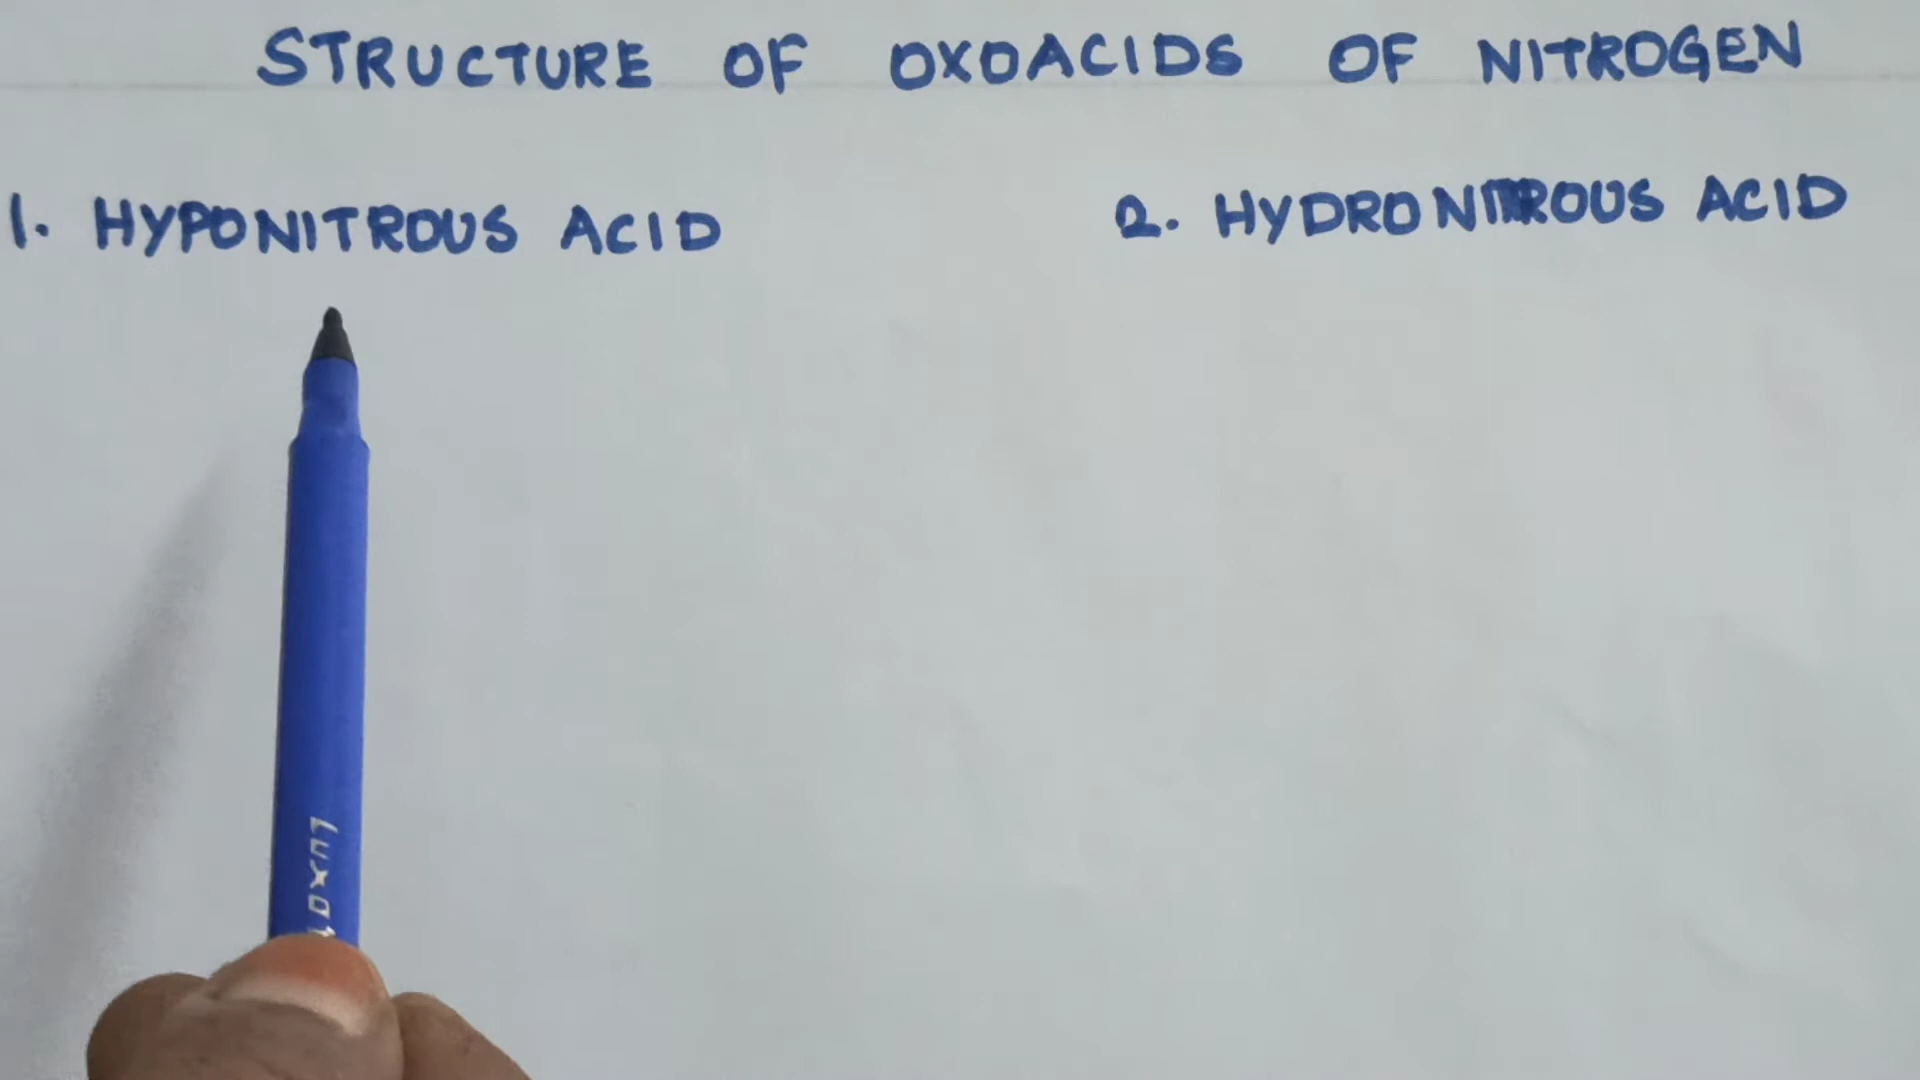 STRUCTURE OF OXOACIDS OF NITROGEN
1. HYPONITROUS ACID
2. HYDRONITROUS ACID